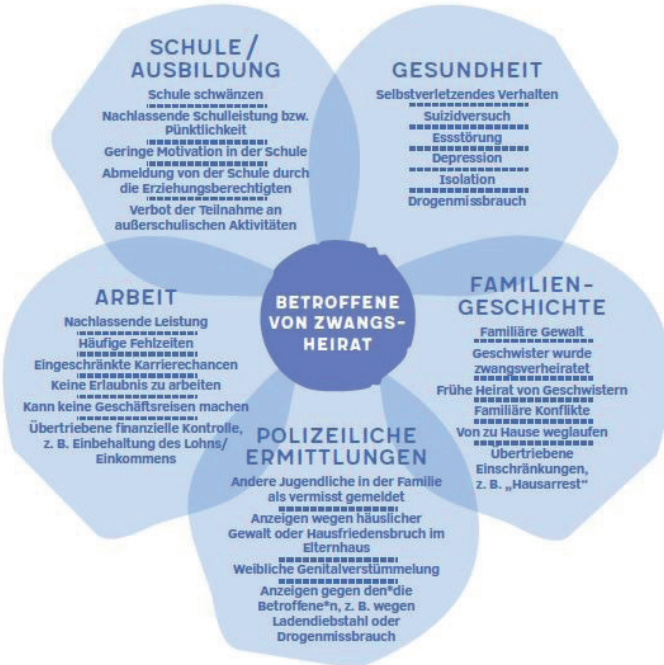 SCHULE/
AUSBILDUNG
Schule schwänzen
Nachlassende Schulleistung bzw.
Pünktlichkeit
Geringe Motivation in der Schule
Abmeldung von der Schule durch
die Erziehungsberechtigten
Verbot der Teilnahme an
außerschulischen Aktivitäten
GESUNDHEIT
Selbstverletzendes Verhalten
Suizidversuch
Essstörung
Depression
Isolation
Drogenmissbrauch
ARBEIT
Nachlassende Leistung
Häufige Fehlzeiten
Eingeschränkte Karrierechancen
Keine Erlaubnis zu arbeiten
Kann keine Geschäftsreisen machen
Übertriebene finanzielle Kontrolle,
z. B. Einbehaltung des Lohns/
Einkommens
BETROFFENE
VON ZWANGS-
HEIRAT
FAMILIEN-
GESCHICHTE
Familiäre Gewalt
Geschwister wurde
zwangsverheiratet
Frühe Heirat von Geschwistern
Familiäre Konflikte
Von zu Hause weglaufen
Übertriebene
Einschränkungen,
z. B. „Hausarrest“
POLIZEILICHE
ERMITTLUNGEN
Andere Jugendliche in der Familie
als vermisst gemeldet
Anzeigen wegen häuslicher
Gewalt oder Hausfriedensbruch im
Elternhaus
Weibliche Genitalverstümmelung
Anzeigen gegen den*die
Betroffene*n, z. B. wegen
Ladendiebstahl oder
Drogenmissbrauch